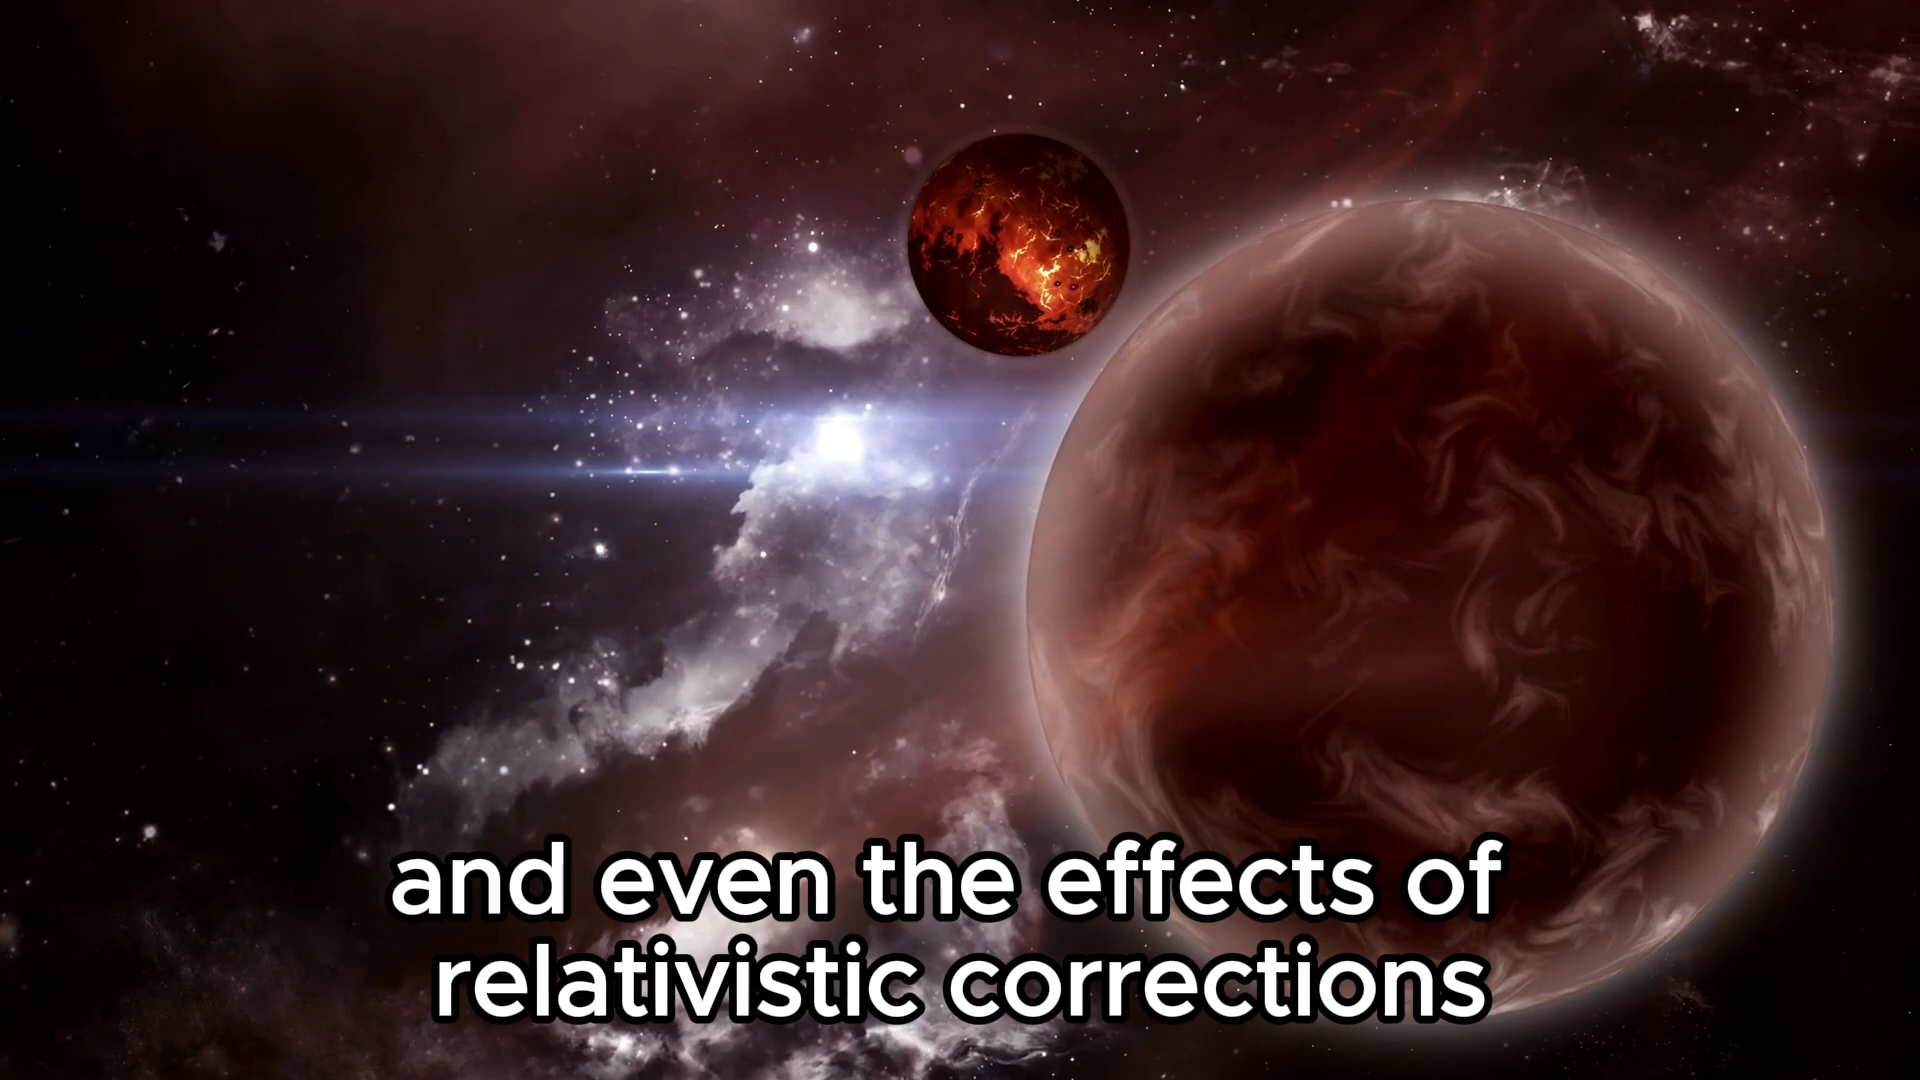 and even the effects of
relativistic corrections